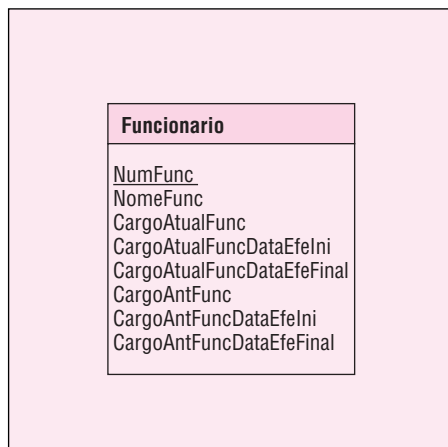 Funcionario
NumFunc
NomeFunc
CargoAtualFunc
CargoAtualFuncDataEfeIni
CargoAtualFuncDataEfeFinal
CargoAntFunc
CargoAntFuncDataEfeIni
CargoAntFuncDataEfeFinal